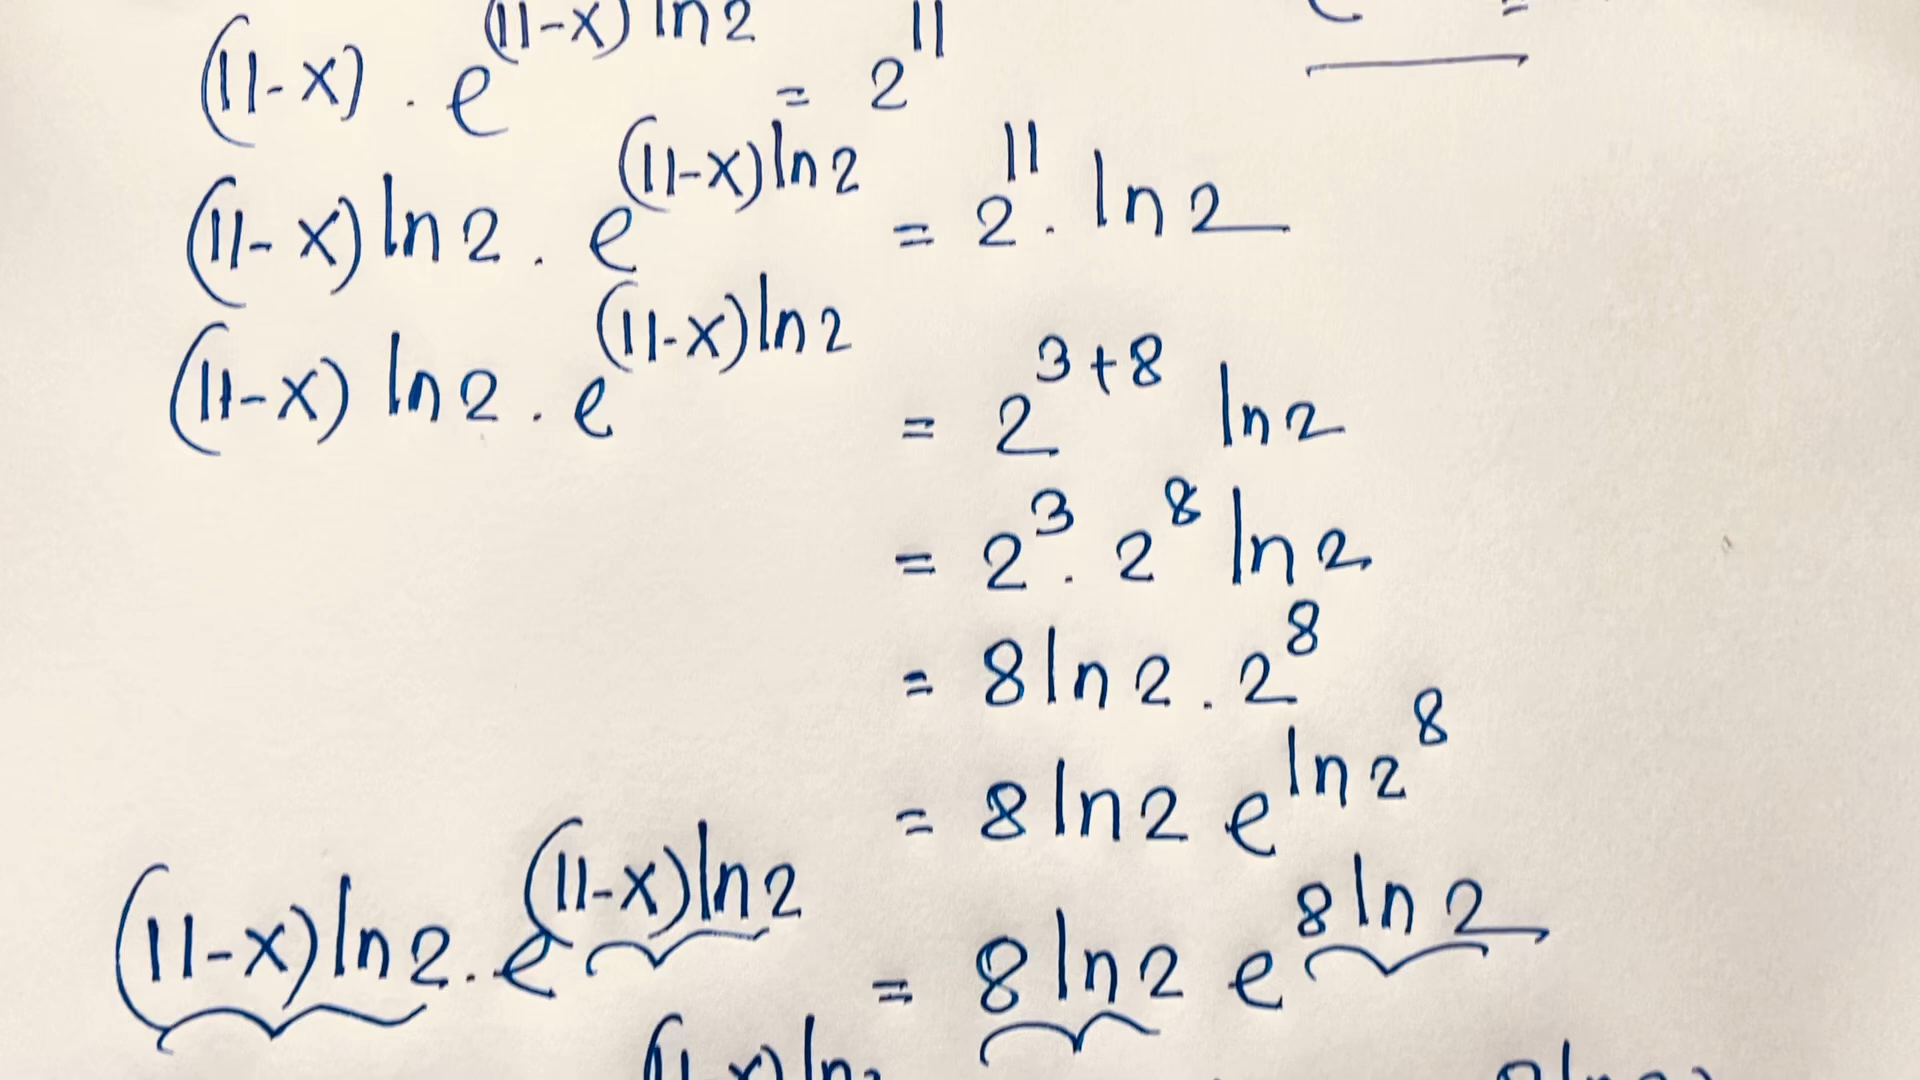 (11-x) . e^(11-x) ln 2 = 2^11
(11-x) ln 2 . e^(11-x) ln 2 = 2^11 . ln 2
(11-x) ln 2 . e^(11-x) ln 2 = 2^3+8 ln 2
= 2^3 . 2^8 ln 2
= 8 ln 2 . 2^8
= 8 ln 2 e^ln 2^8
(11-x) ln 2 . e^(11-x) ln 2 = 8 ln 2 e^8 ln 2